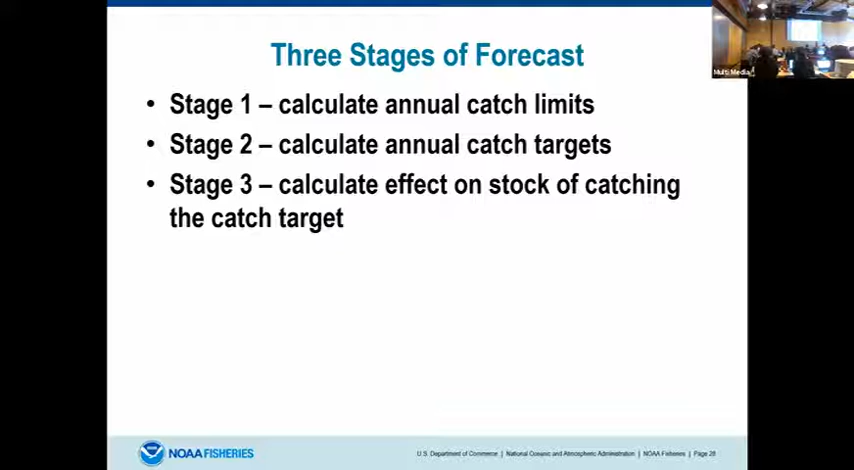 Three Stages of Forecast
• Stage 1 – calculate annual catch limits
• Stage 2 – calculate annual catch targets
• Stage 3 – calculate effect on stock of catching
the catch target
Multi Media
NOAA FISHERIES
U.S. Department of Commerce | National Oceanic and Atmospheric Administration | NOAA Fisheries | Page 28